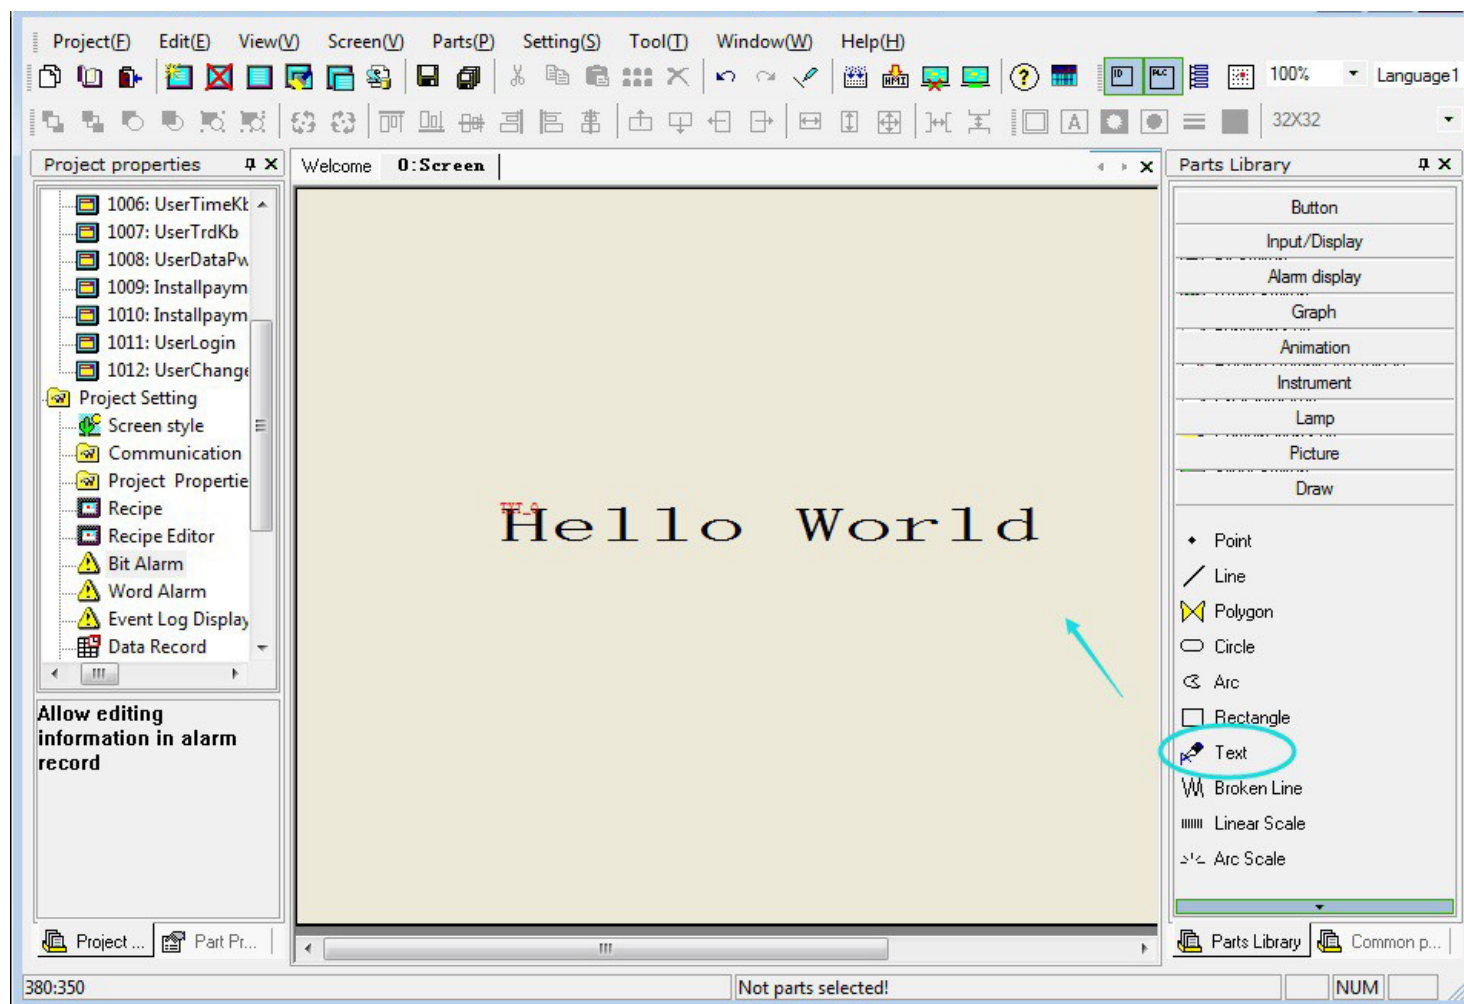 Project(F) Edit(E) View(V) Screen(V) Parts(P) Setting(S) Tool(T) Window(W) Help(H)
ID PLC 100% Language1
A 32X32
Project properties
Welcome 0:Screen
Parts Library
1006: UserTimeKb
1007: UserTrdKb
1008: UserDataPw
1009: Installpaym
1010: Installpaym
1011: UserLogin
1012: UserChange
Project Setting
Screen style
Communication
Project Propertie
Recipe
Recipe Editor
Bit Alarm
Word Alarm
Event Log Display
Data Record
Allow editing
information in alarm
record
Project ... Part Pr...
TXT_0
Hello World
Button
Input/Display
Alarm display
Graph
Animation
Instrument
Lamp
Picture
Draw
Point
Line
Polygon
Circle
Arc
Rectangle
Text
Broken Line
Linear Scale
Arc Scale
Parts Library Common p...
380:350 Not parts selected! NUM